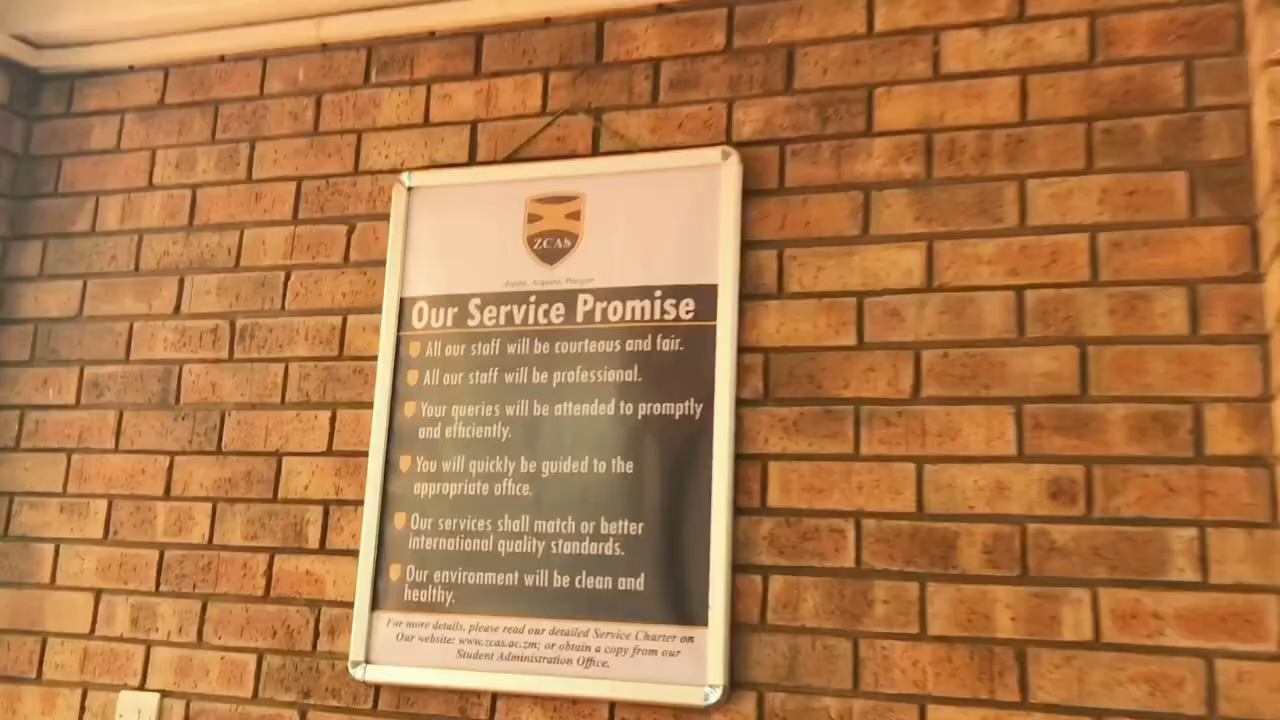 ZCAS
Aspire, Acquire, Prosper
Our Service Promise
All our staff will be courteous and fair.
All our staff will be professional.
Your queries will be attended to promptly
and efficiently.
You will quickly be guided to the
appropriate office.
Our services shall match or better
international quality standards.
Our environment will be clean and
healthy.
For more details, please read our detailed Service Charter on
Our website: www.zcas.ac.zm; or obtain a copy from our
Student Administration Office.